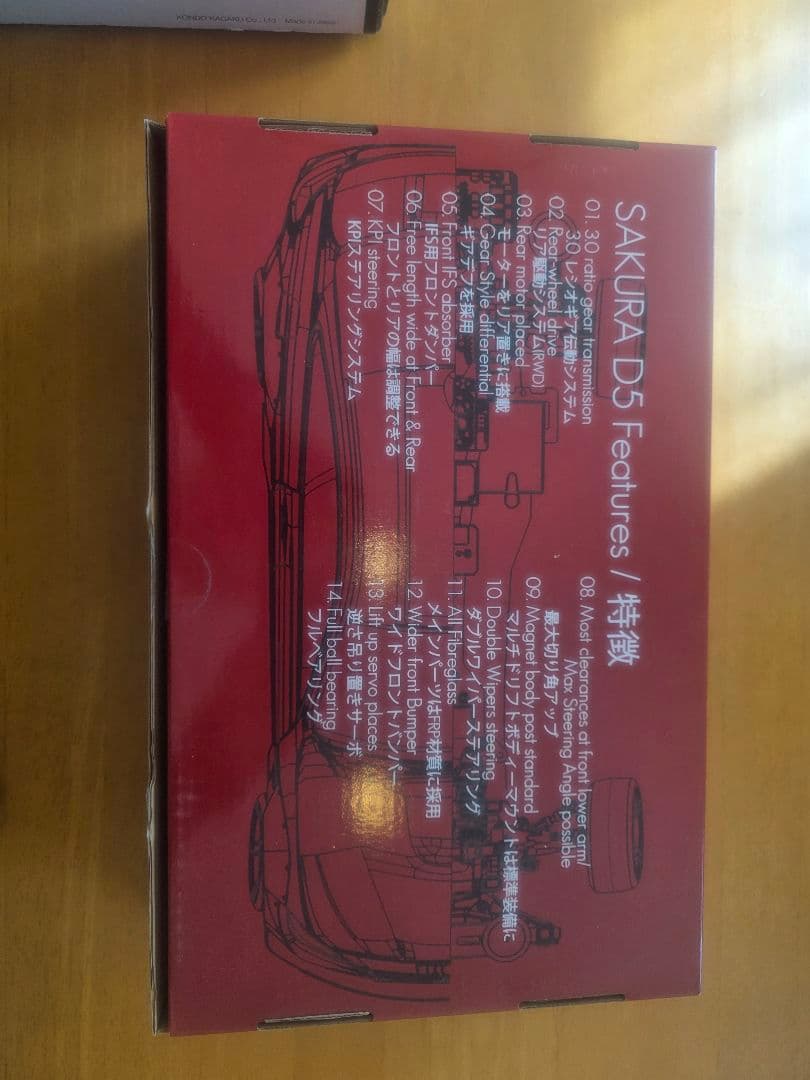 KONDO KAGAKU Co., Ltd.
SAKURA D5 Features / 特徴
01. 3.0 ratio gear transmission
3.0 レシオギア伝動システム
02. Rear wheel drive
リア駆動システム(RWD)
03. Rear motor placed
モーターをリア置きに搭載
04. Gear Style differential
ギアデフを採用
05. Front IFS absorber
IFS用フロントダンパー
06. Free length wide at Front & Rear
フロントとリアの幅は調整できる
07. KPI steering
KPIステアリングシステム
08. Most clearances at front lower arm/
Max Steering Angle possible
最大切り角アップ
09. Magnet body post standard
マルチドリフトボディーマウントは標準装備に
10. Double Wipers steering
ダブルワイパーステアリング
11. All Fibreglass
メインパーツはFRP材質に採用
12. Wider front Bumper
ワイドフロントバンパー
13. Lift up servo places
逆さ吊り置きサーボ
14. Full ball bearing
フルベアリング